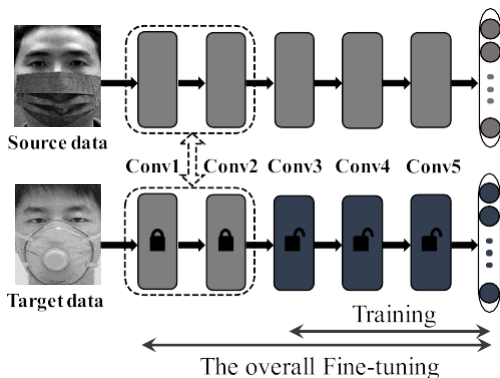 Source data
Conv1 Conv2 Conv3 Conv4 Conv5
Target data
Training
The overall Fine-tuning